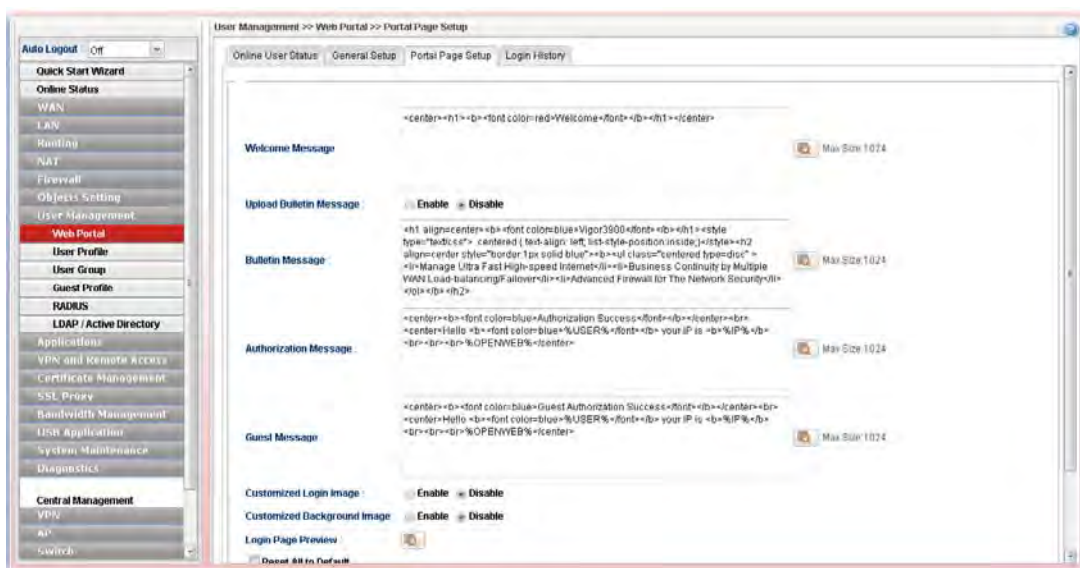 User Management >> Web Portal >> Portal Page Setup
Auto Logout : Off
Quick Start Wizard
Online Status
WAN
LAN
Routing
NAT
Firewall
Objects Setting
User Management
Web Portal
User Profile
User Group
Guest Profile
RADIUS
LDAP / Active Directory
Applications
VPN and Remote Access
Certificate Management
SSL Proxy
Bandwidth Management
USB Application
System Maintenance
Diagnostics
Central Management
VPN
AP
Switch
Online User Status
General Setup
Portal Page Setup
Login History
<center><h1><b><font color=red>Welcome</font></b></h1></center>
Welcome Message
Max Size:1024
Upload Bulletin Message :
Enable
Disable
<h1 align=center><b><font color=blue>Vigor3900</font></b></h1><style
type="text/css"> .centered { text-align: left; list-style-position:inside;}</style><h2
align=center style="border:1px solid blue"><b><ul class="centered type=disc" >
<li>Manage Ultra Fast High-speed Internet</li><li>Business Continuity by Multiple
WAN Load-balancing/Failover</li><li>Advanced Firewall for The Network Security</li>
</ol></b></h2>
Bulletin Message :
Max Size:1024
<center><b><font color=blue>Authorization Success</font></b></center><br>
<center>Hello <b><font color=blue>%USER%</font></b> your IP is <b>%IP%</b>
<br><br><br>%OPENWEB%</center>
Authorization Message :
Max Size:1024
<center><b><font color=blue>Guest Authorization Success</font></b></center><br>
<center>Hello <b><font color=blue>%USER%</font></b> your IP is <b>%IP%</b>
<br><br><br>%OPENWEB%</center>
Guest Message
Max Size:1024
Customized Login Image :
Enable
Disable
Customized Background Image
Enable
Disable
Login Page Preview
Reset All to Default